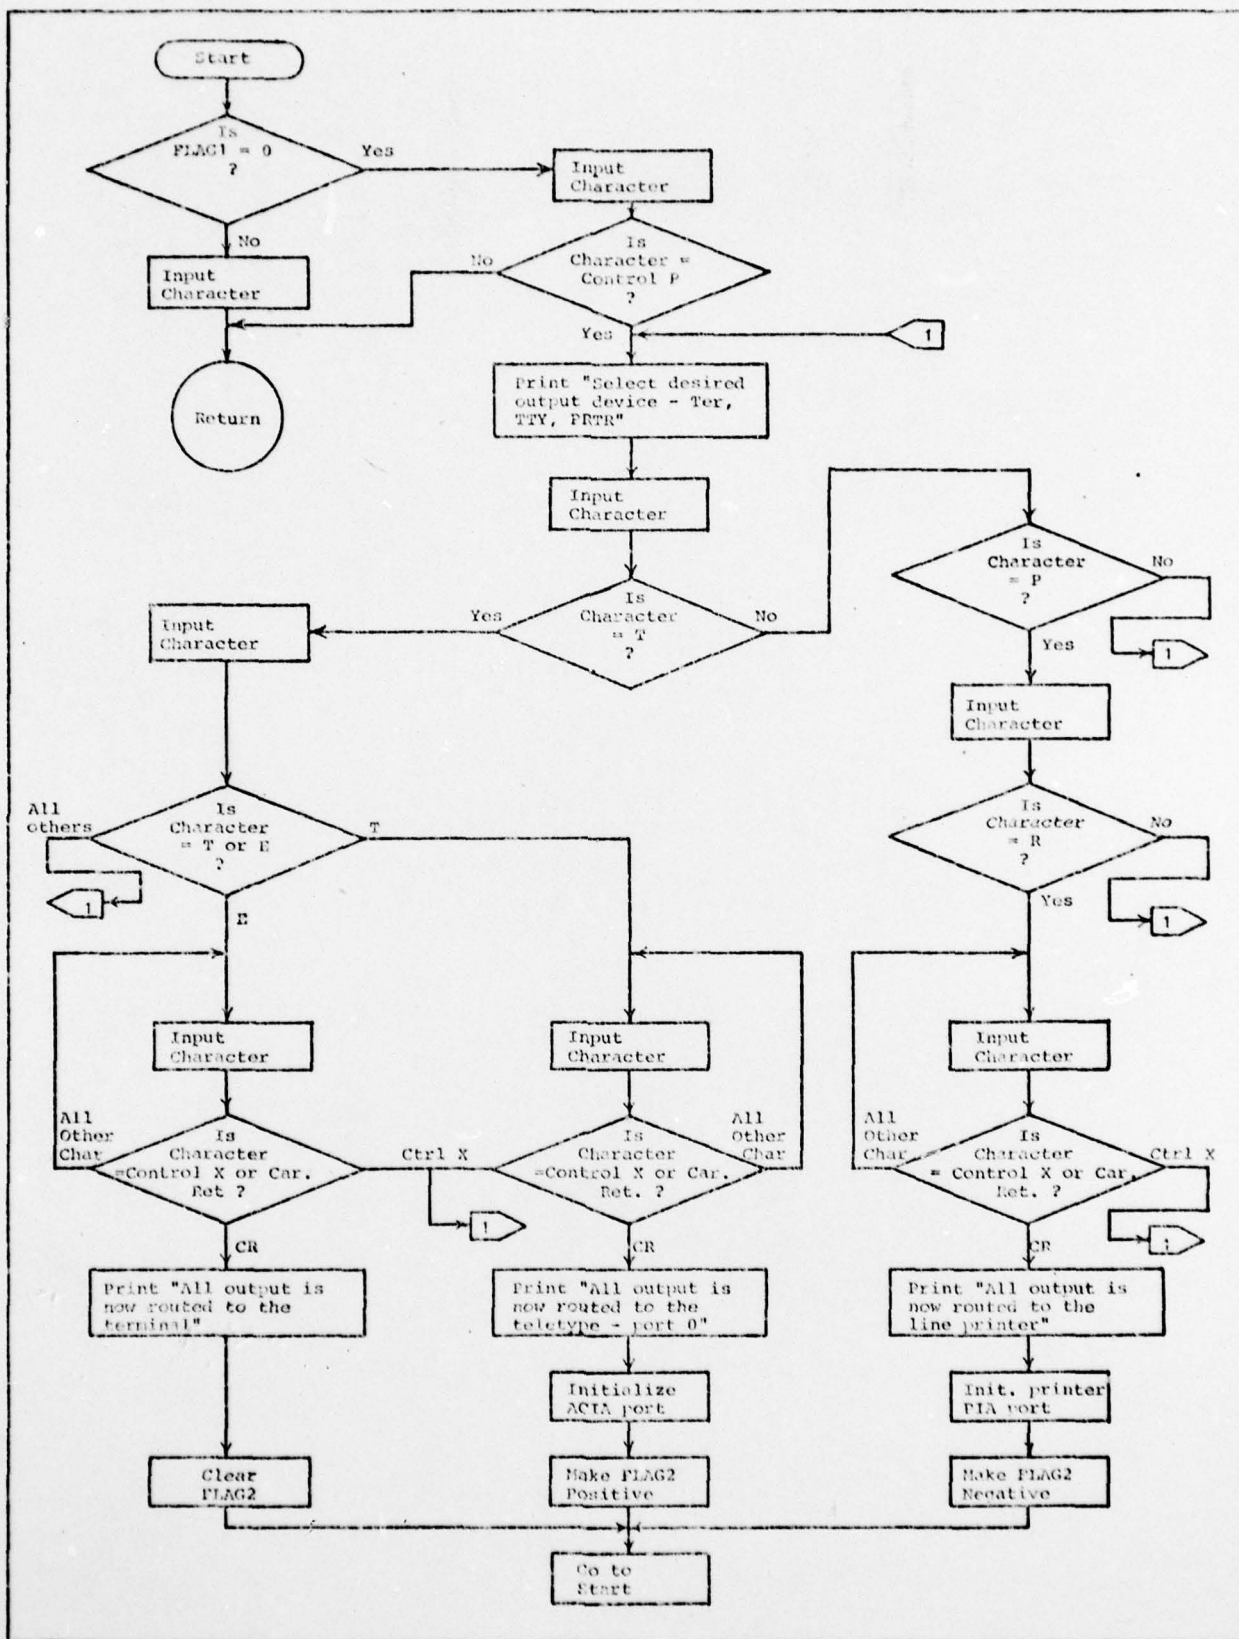 Start
Is
FLAG1 = 0
?
Yes
No
Input
Character
Input
Character
Is
Character =
Control P
?
No
Yes
1
Return
Print "Select desired
output device - Ter,
TTY, PRTR"
Input
Character
Is
Character
= T
?
Yes
No
Is
Character
= P
?
No
1
Yes
Input
Character
Input
Character
Is
Character
= T or E
?
All
others
1
T
E
Is
Character
= R
?
No
1
Yes
Input
Character
Input
Character
Input
Character
All
Other
Char
Is
Character
=Control X or Car.
Ret ?
Ctrl X
1
Is
Character
=Control X or Car.
Ret. ?
All
Other
Char
All
Other
Char
Is
Character
= Control X or Car.
Ret. ?
Ctrl X
1
CR
CR
CR
Print "All output is
now routed to the
terminal"
Print "All output is
now routed to the
teletype - port 0"
Print "All output is
now routed to the
line printer"
Initialize
ACIA port
Init. printer
PIA port
Clear
FLAG2
Make FLAG2
Positive
Make FLAG2
Negative
Go to
Start